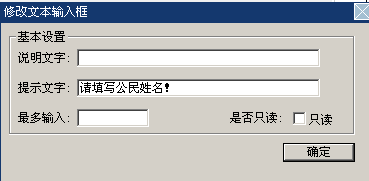 修改文本输入框
基本设置
说明文字:
提示文字: 请填写公民姓名!
最多输入: 是否只读: 只读
确定